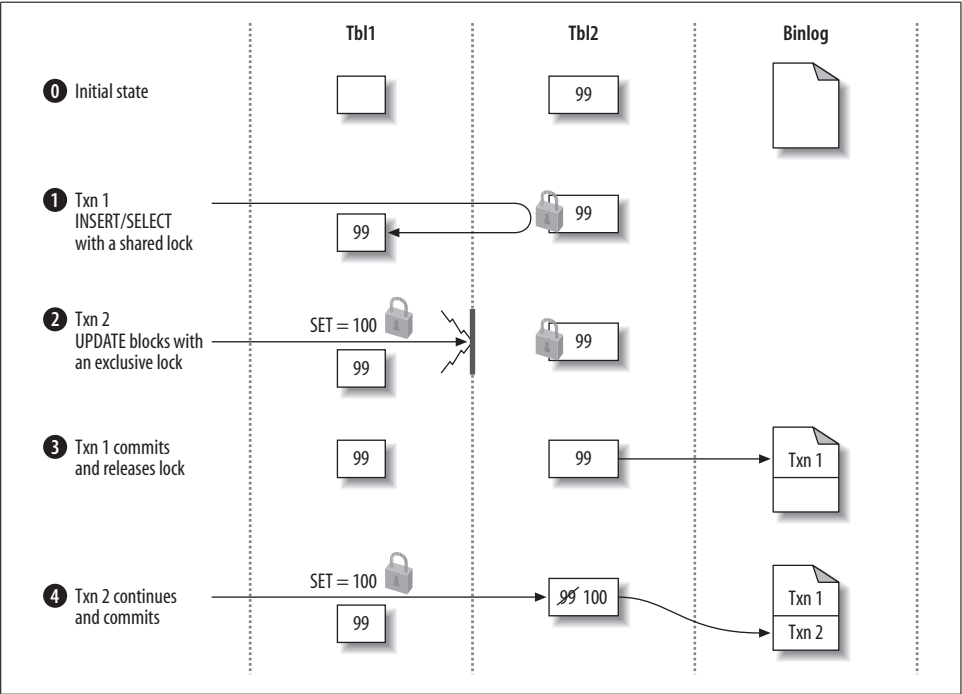 Tbl1 Tbl2 Binlog
0 Initial state
99
1 Txn 1
INSERT/SELECT
with a shared lock
99
99
2 Txn 2
UPDATE blocks with
an exclusive lock
SET = 100
99
99
3 Txn 1 commits
and releases lock
99
99
Txn 1
4 Txn 2 continues
and commits
SET = 100
99
99 100
Txn 1
Txn 2